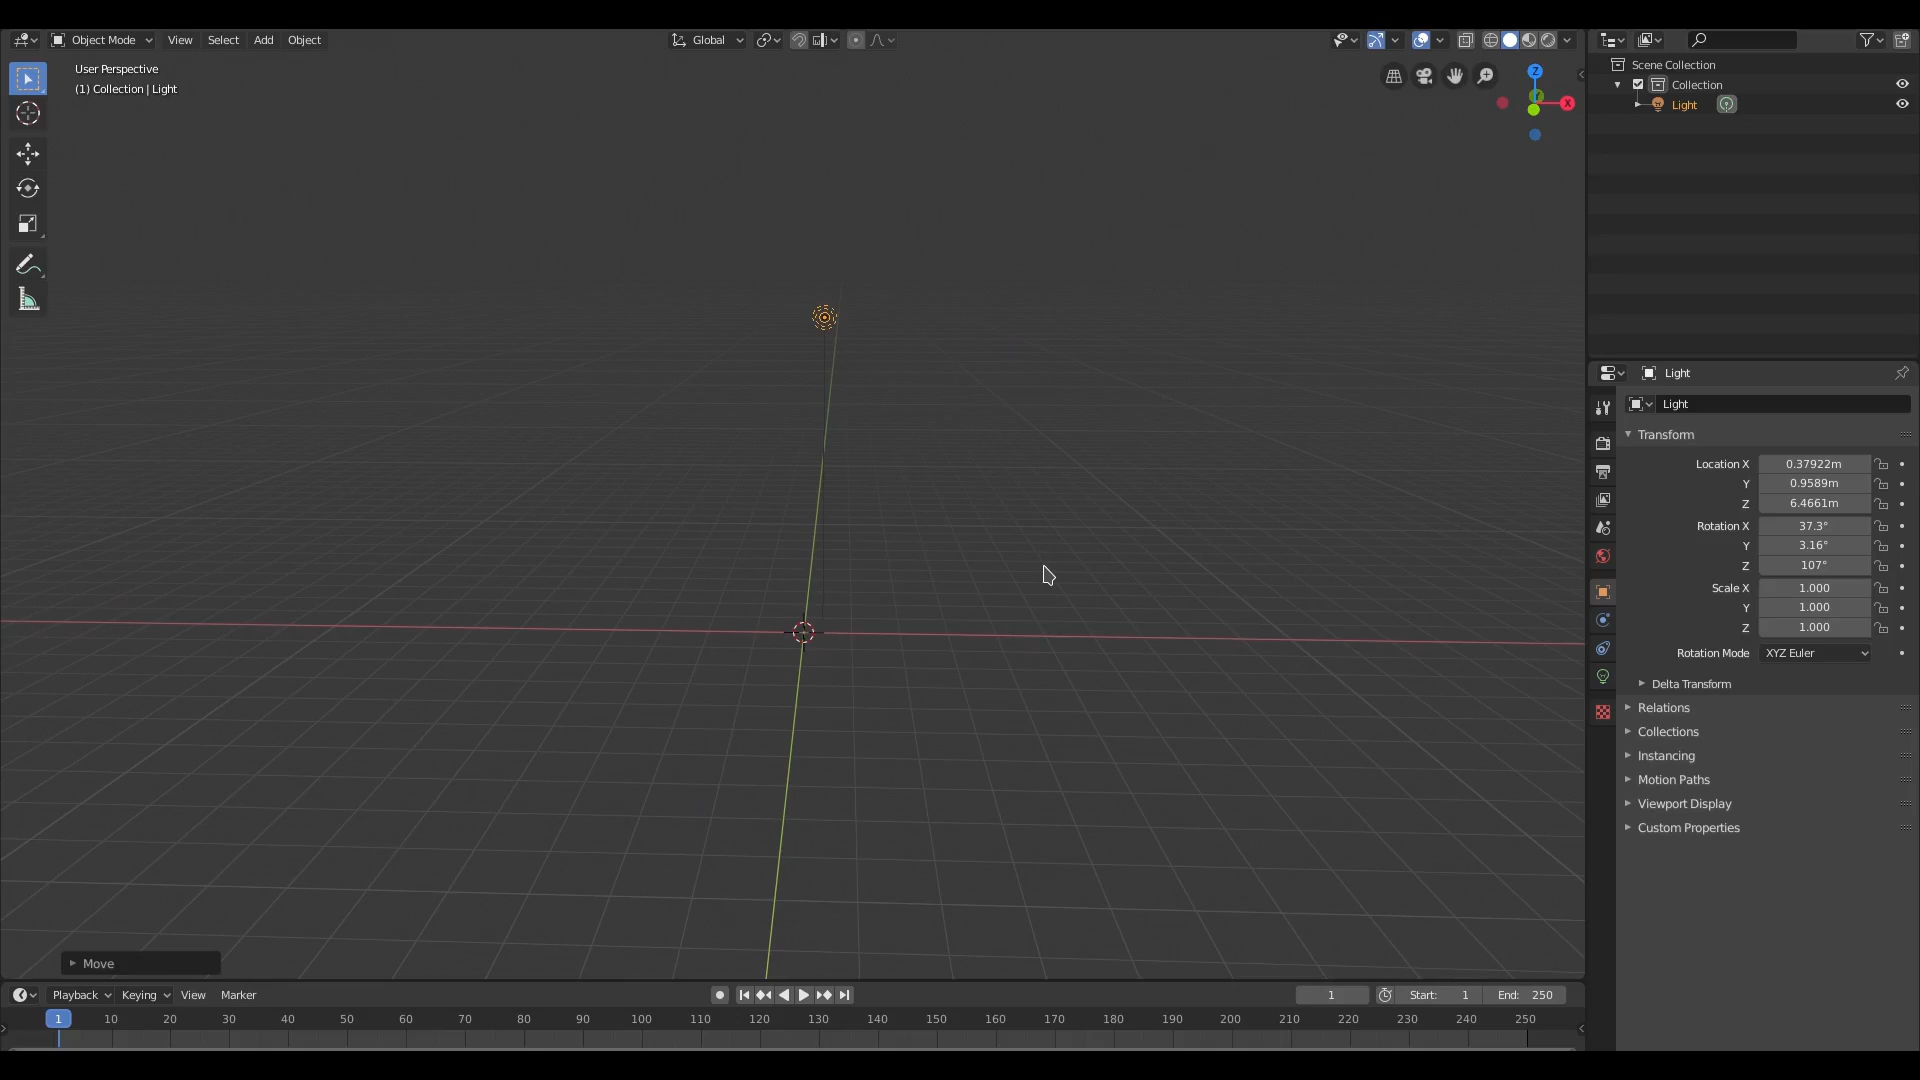 Object Mode View Select Add Object Global
User Perspective
(1) Collection | Light
Z
Y
X
Scene Collection
Collection
Light
Light
Light
Transform
Location X 0.37922m
Y 0.9589m
Z 6.4661m
Rotation X 37.3°
Y 3.16°
Z 107°
Scale X 1.000
Y 1.000
Z 1.000
Rotation Mode XYZ Euler
Delta Transform
Relations
Collections
Instancing
Motion Paths
Viewport Display
Custom Properties
Move
Playback Keying View Marker 1 Start: 1 End: 250
1 10 20 30 40 50 60 70 80 90 100 110 120 130 140 150 160 170 180 190 200 210 220 230 240 250